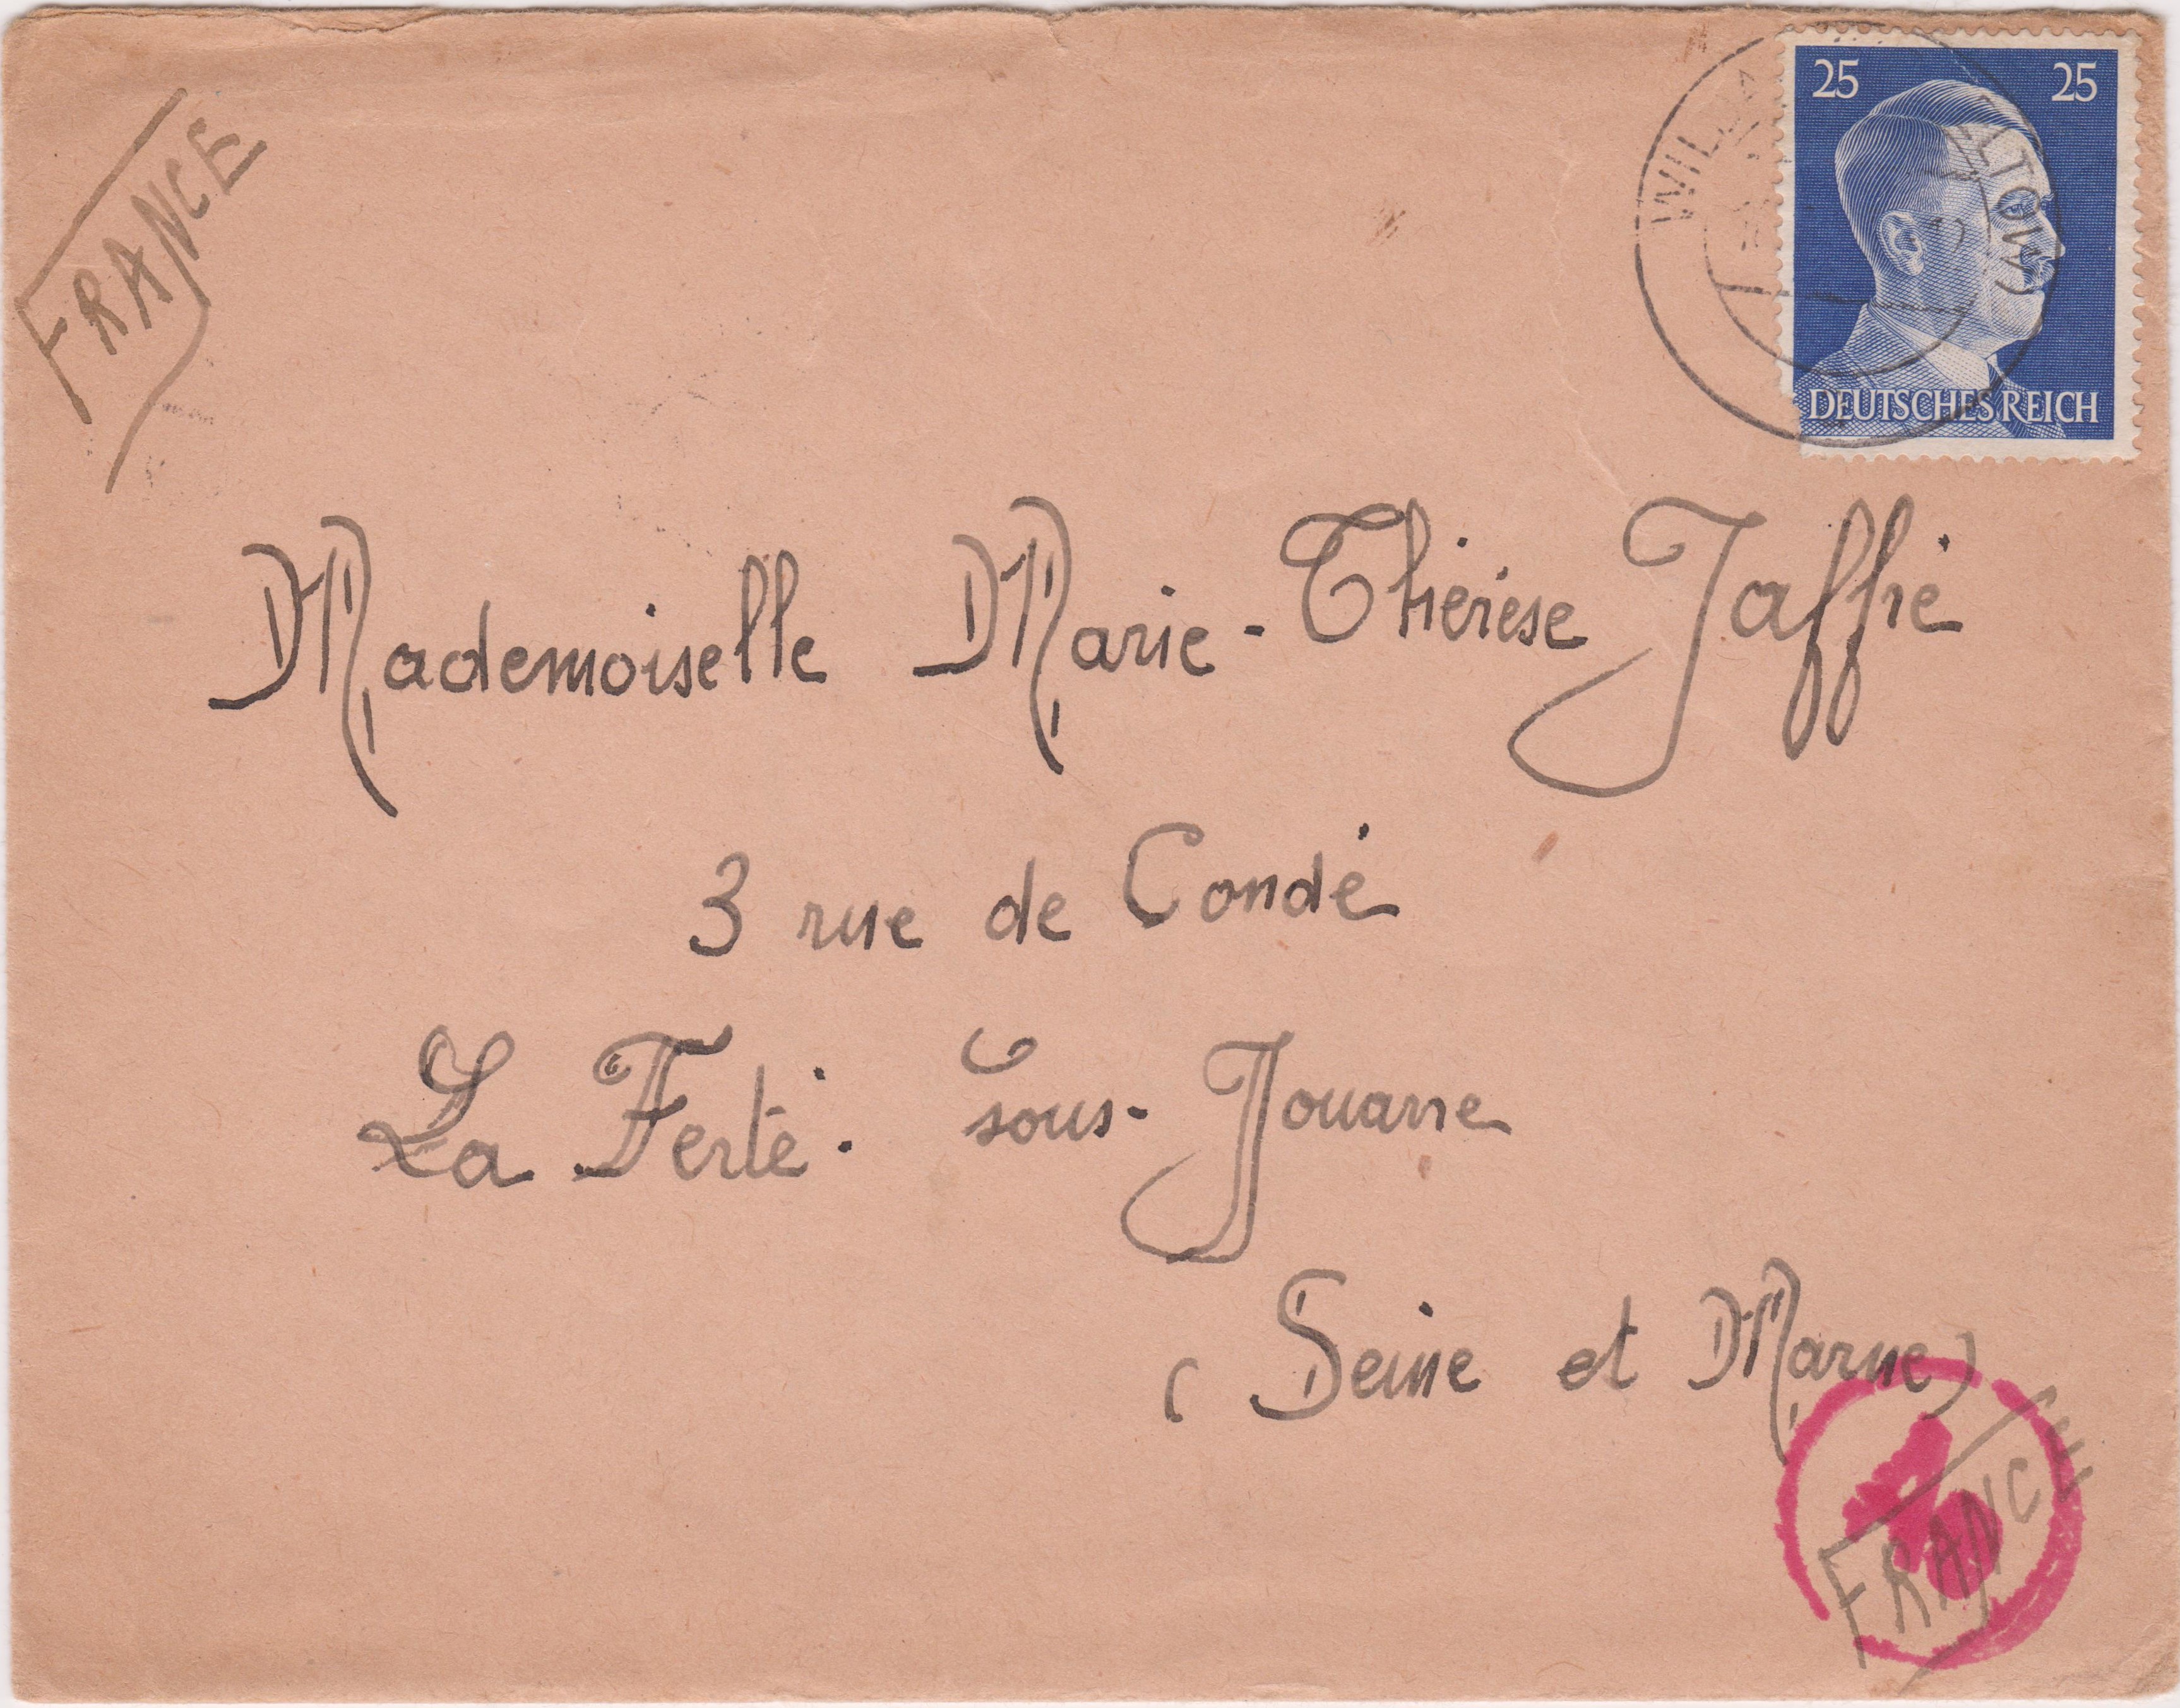 FRANCE
25 25
DEUTSCHES REICH
Mademoiselle Marie-Thérèse Jaffré
3 rue de Condé
La Ferté-sous-Jouarre
(Seine et Marne)
FRANCE